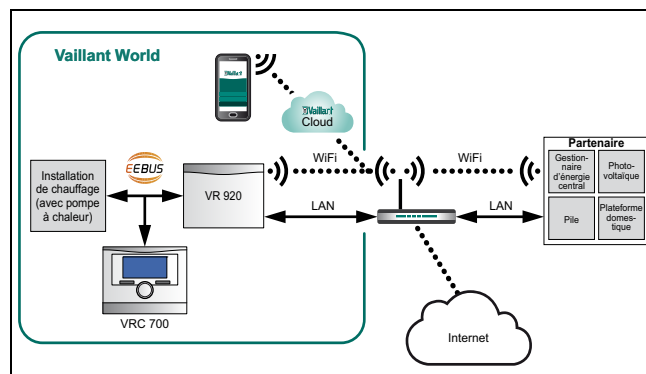 Vaillant World
Vaillant
Vaillant
Cloud
EEBUS
WiFi
WiFi
Partenaire
Gestion-
naire
d'énergie
central
Photo-
voltaïque
Installation
de chauffage
(avec pompe
à chaleur)
VR 920
LAN
LAN
Pile
Plateforme
domes-
tique
VRC 700
Internet